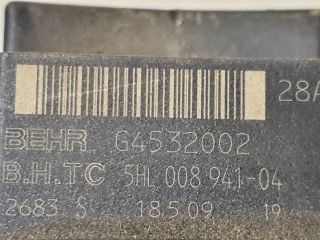 28A
BEHR G4532002
B.H.TC 5HL 008 941-04
2683 S 18.5.09 19